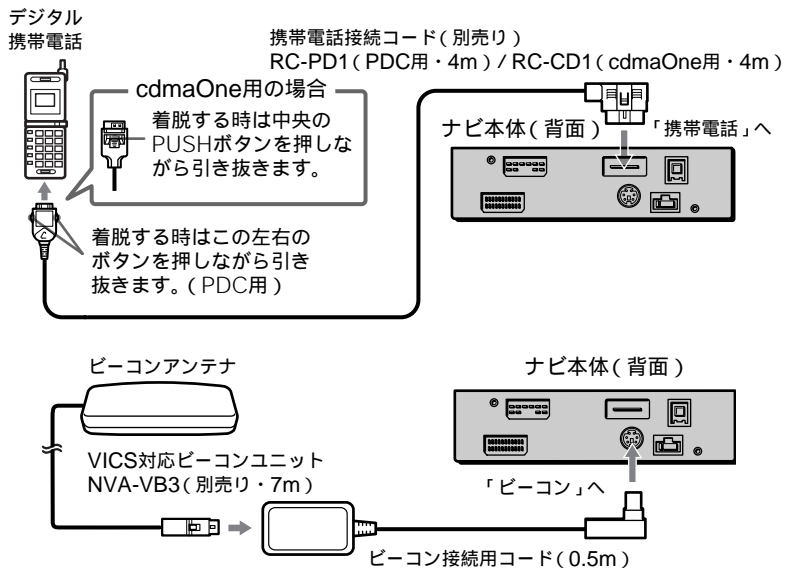 デジタル
携帯電話
携帯電話接続コード(別売り)
RC-PD1(PDC用・4m)/ RC-CD1(cdmaOne用・4m)
cdmaOne用の場合
着脱する時は中央の
PUSHボタンを押しな
がら引き抜きます。
ナビ本体(背面)
「携帯電話」へ
着脱する時はこの左右の
ボタンを押しながら引き
抜きます。(PDC用)
ビーコンアンテナ
ナビ本体(背面)
VICS対応ビーコンユニット
NVA-VB3(別売り・7m)
「ビーコン」へ
ビーコン接続用コード(0.5m)